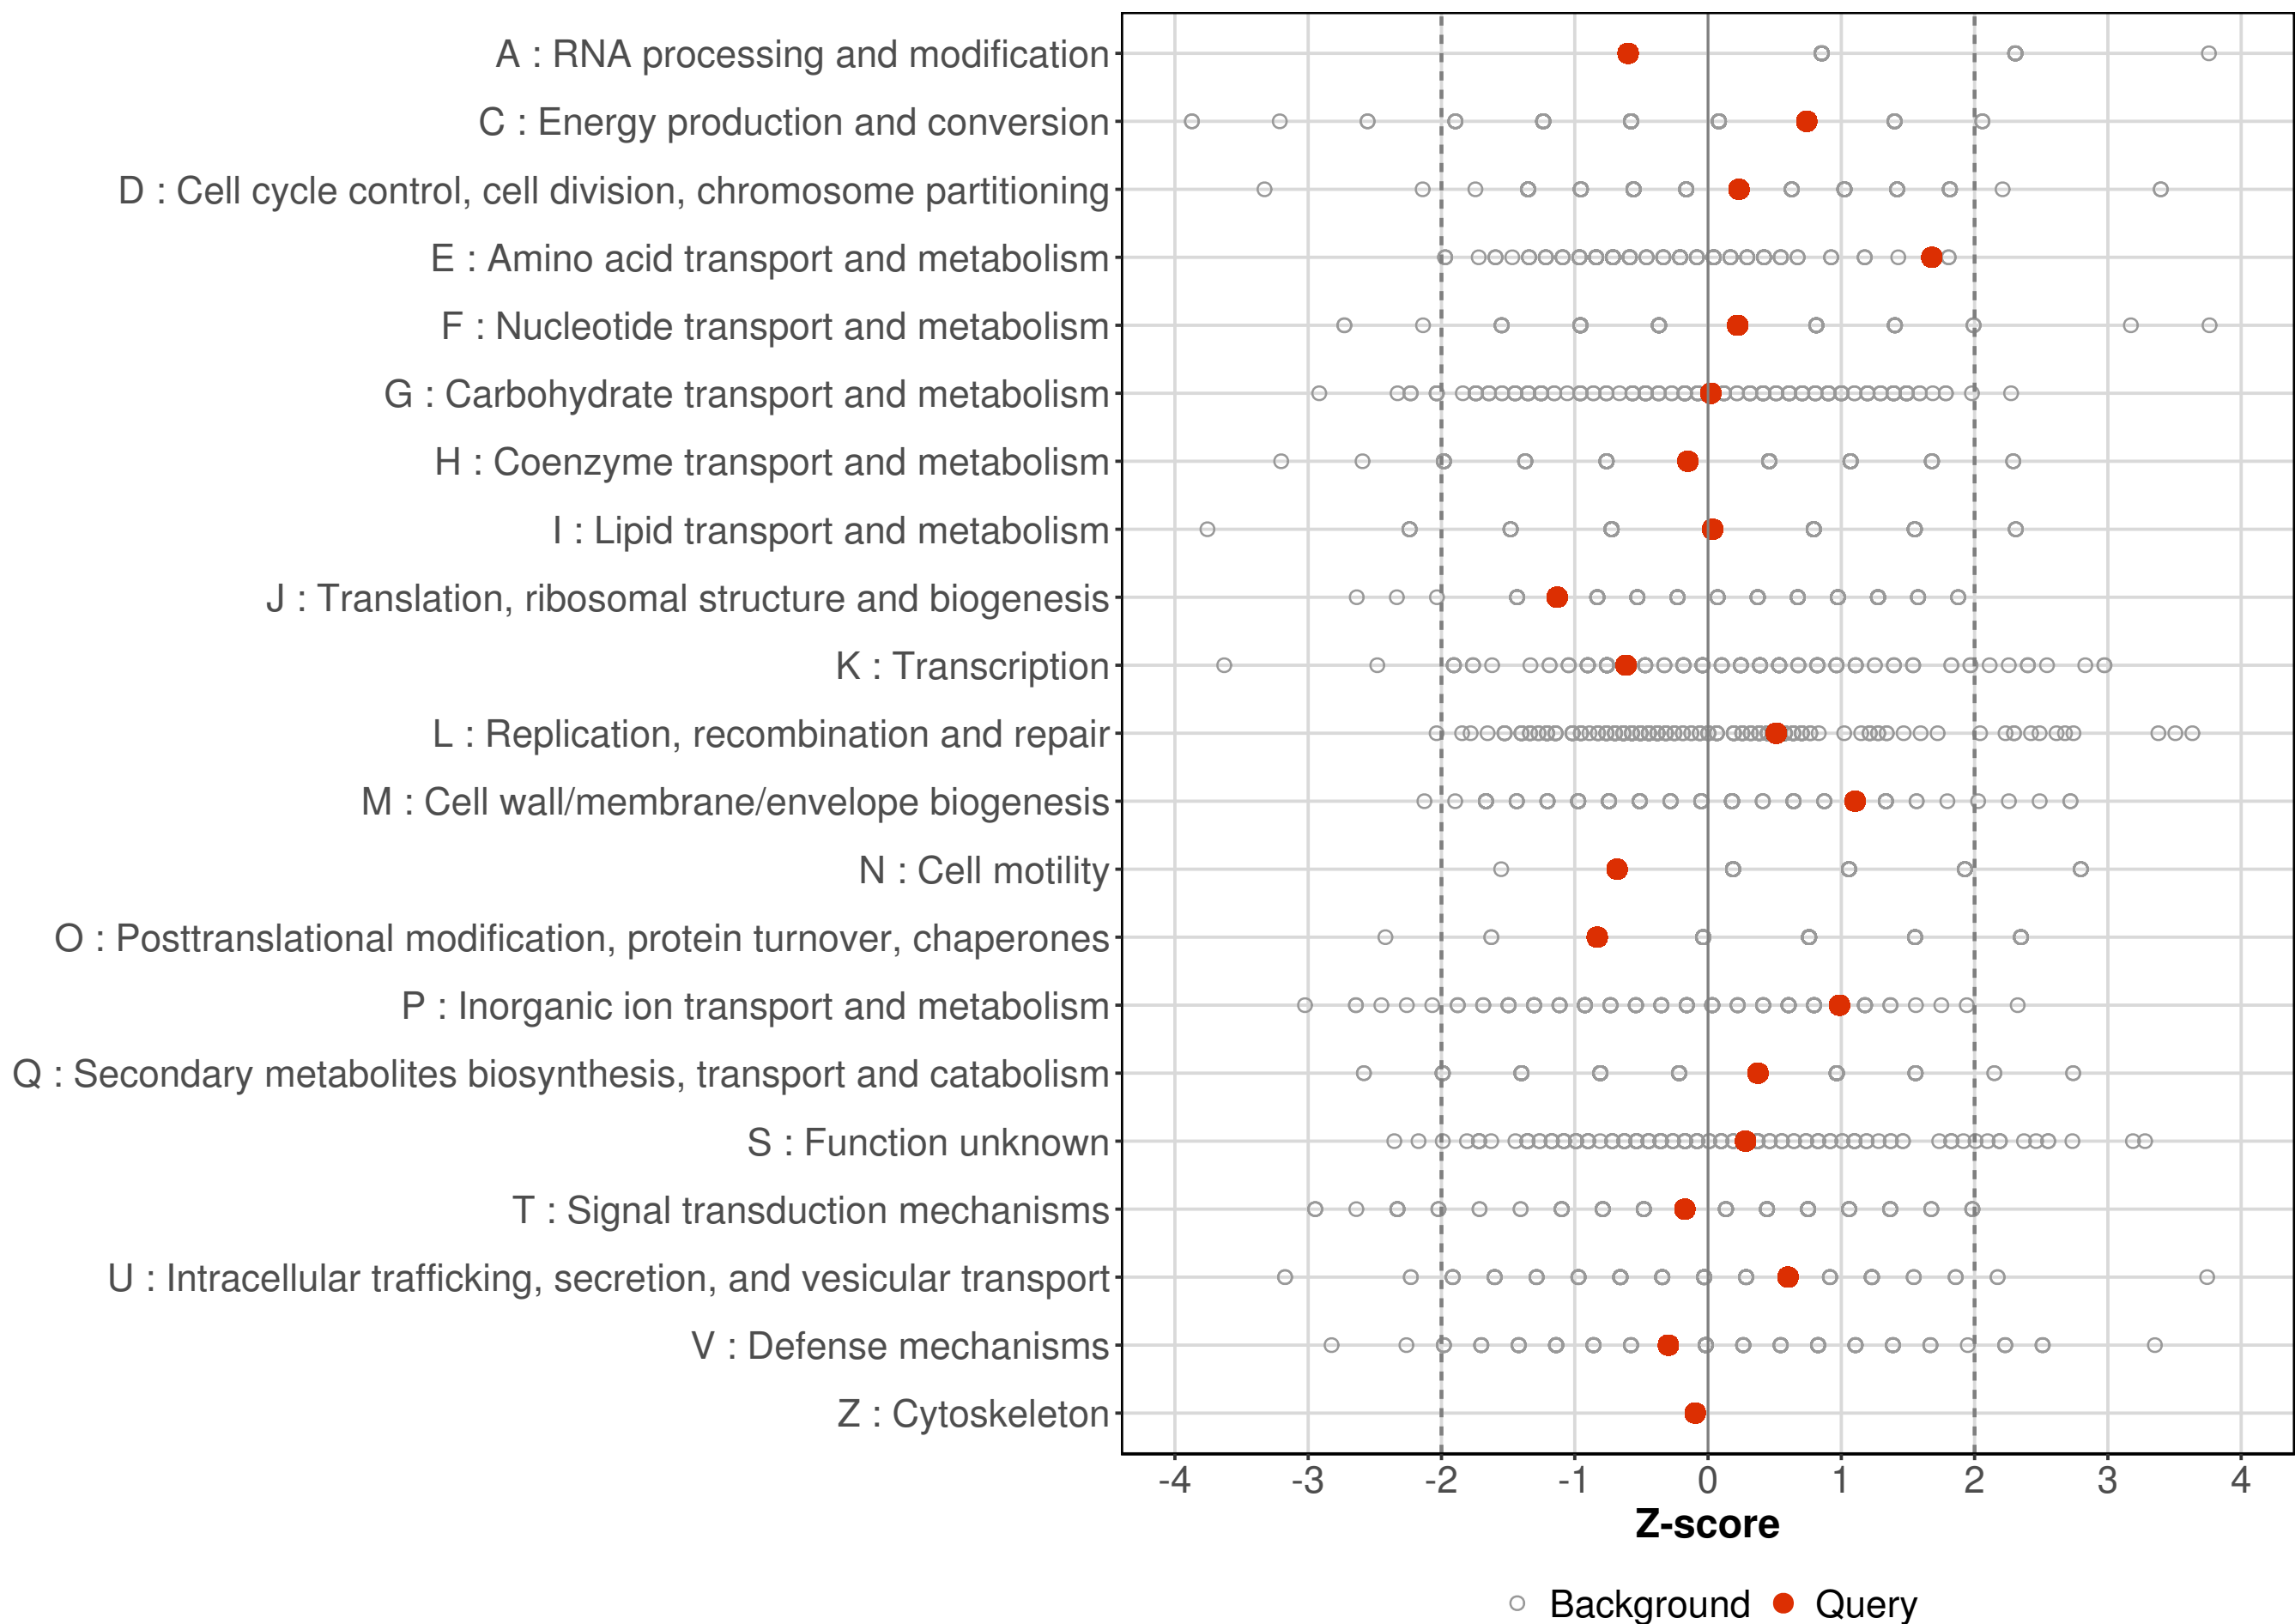 A : RNA processing and modification
C : Energy production and conversion
D : Cell cycle control, cell division, chromosome partitioning
E : Amino acid transport and metabolism
F : Nucleotide transport and metabolism
G : Carbohydrate transport and metabolism
H : Coenzyme transport and metabolism
I : Lipid transport and metabolism
J : Translation, ribosomal structure and biogenesis
K : Transcription
L : Replication, recombination and repair
M : Cell wall/membrane/envelope biogenesis
N : Cell motility
O : Posttranslational modification, protein turnover, chaperones
P : Inorganic ion transport and metabolism
Q : Secondary metabolites biosynthesis, transport and catabolism
S : Function unknown
T : Signal transduction mechanisms
U : Intracellular trafficking, secretion, and vesicular transport
V : Defense mechanisms
Z : Cytoskeleton
-4 -3 -2 -1 0 1 2 3 4
Z-score
Background Query